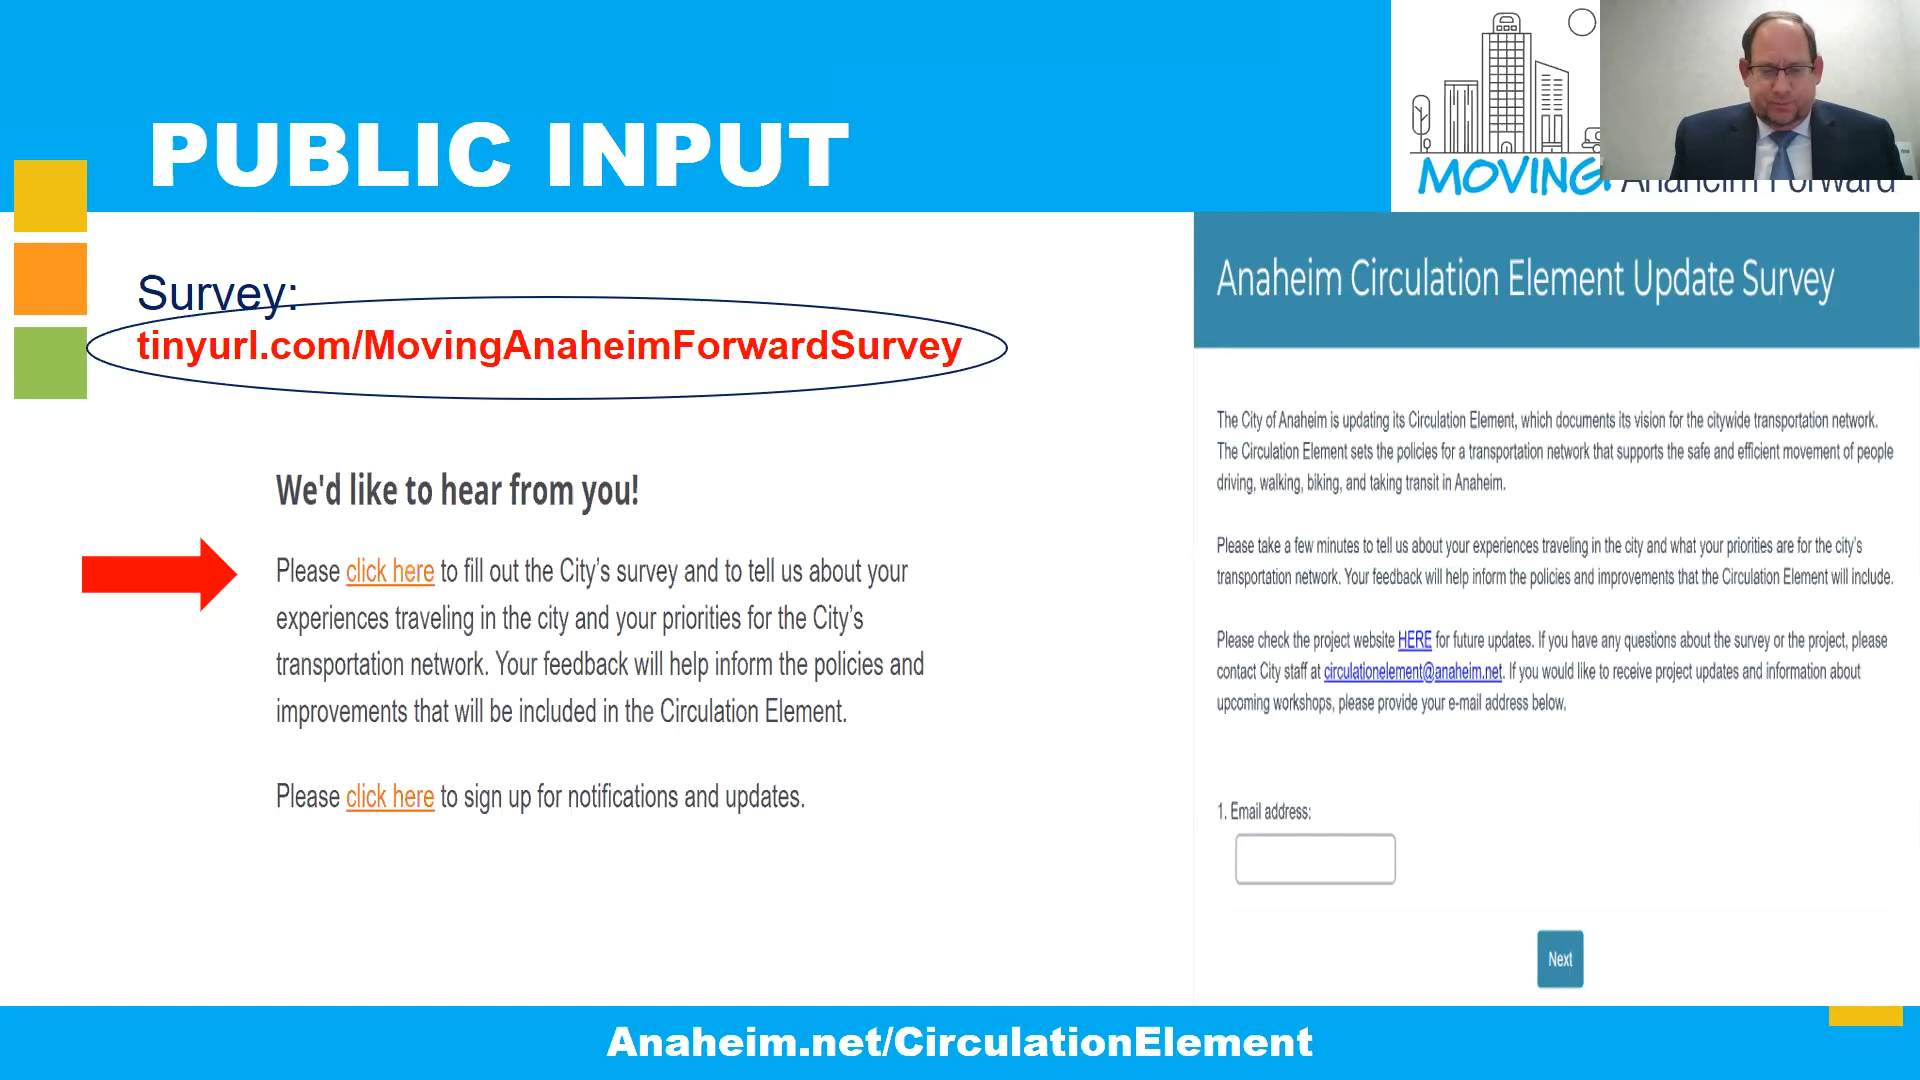 PUBLIC INPUT
MOVING Anaheim Forward
Survey:
tinyurl.com/MovingAnaheimForwardSurvey
We'd like to hear from you!
Please click here to fill out the City’s survey and to tell us about your
experiences traveling in the city and your priorities for the City’s
transportation network. Your feedback will help inform the policies and
improvements that will be included in the Circulation Element.
Please click here to sign up for notifications and updates.
Anaheim Circulation Element Update Survey
The City of Anaheim is updating its Circulation Element, which documents its vision for the citywide transportation network.
The Circulation Element sets the policies for a transportation network that supports the safe and efficient movement of people
driving, walking, biking, and taking transit in Anaheim.
Please take a few minutes to tell us about your experiences traveling in the city and what your priorities are for the city's
transportation network. Your feedback will help inform the policies and improvements that the Circulation Element will include.
Please check the project website HERE for future updates. If you have any questions about the survey or the project, please
contact City staff at circulationelement@anaheim.net. If you would like to receive project updates and information about
upcoming workshops, please provide your e-mail address below.
1. Email address:
Next
Anaheim.net/CirculationElement